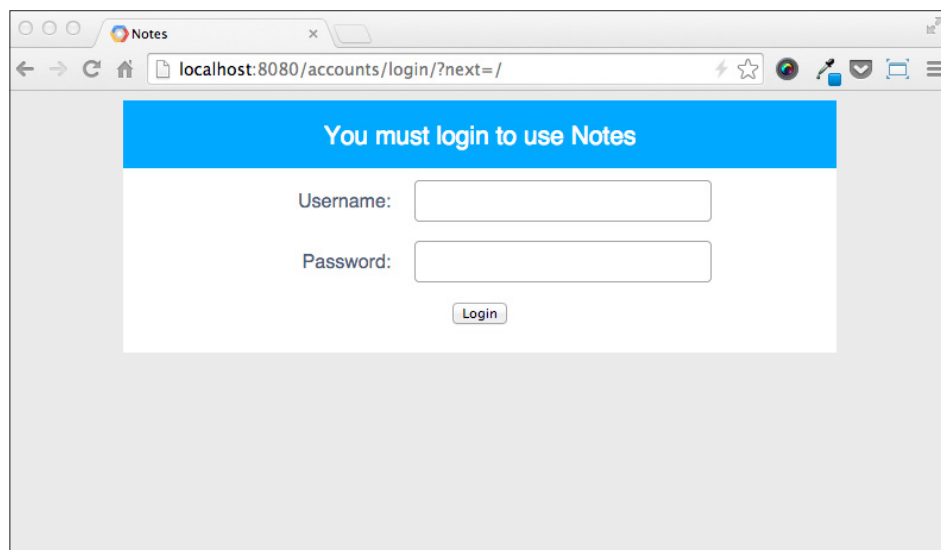 Notes
localhost:8080/accounts/login/?next=/
You must login to use Notes
Username:
Password:
Login